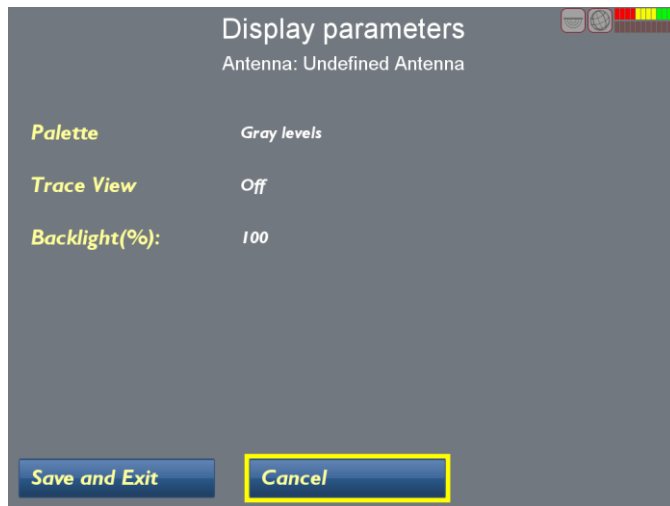 Display parameters
Antenna: Undefined Antenna
Palette Gray levels
Trace View Off
Backlight(%): 100
Save and Exit Cancel